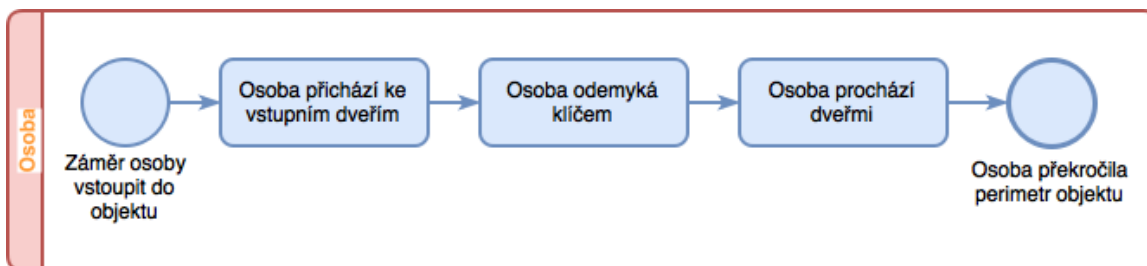 Osoba
Osoba přichází ke
vstupním dveřím
Osoba odemyká
klíčem
Osoba prochází
dveřmi
Záměr osoby
vstoupit do
objektu
Osoba překročila
perimetr objektu